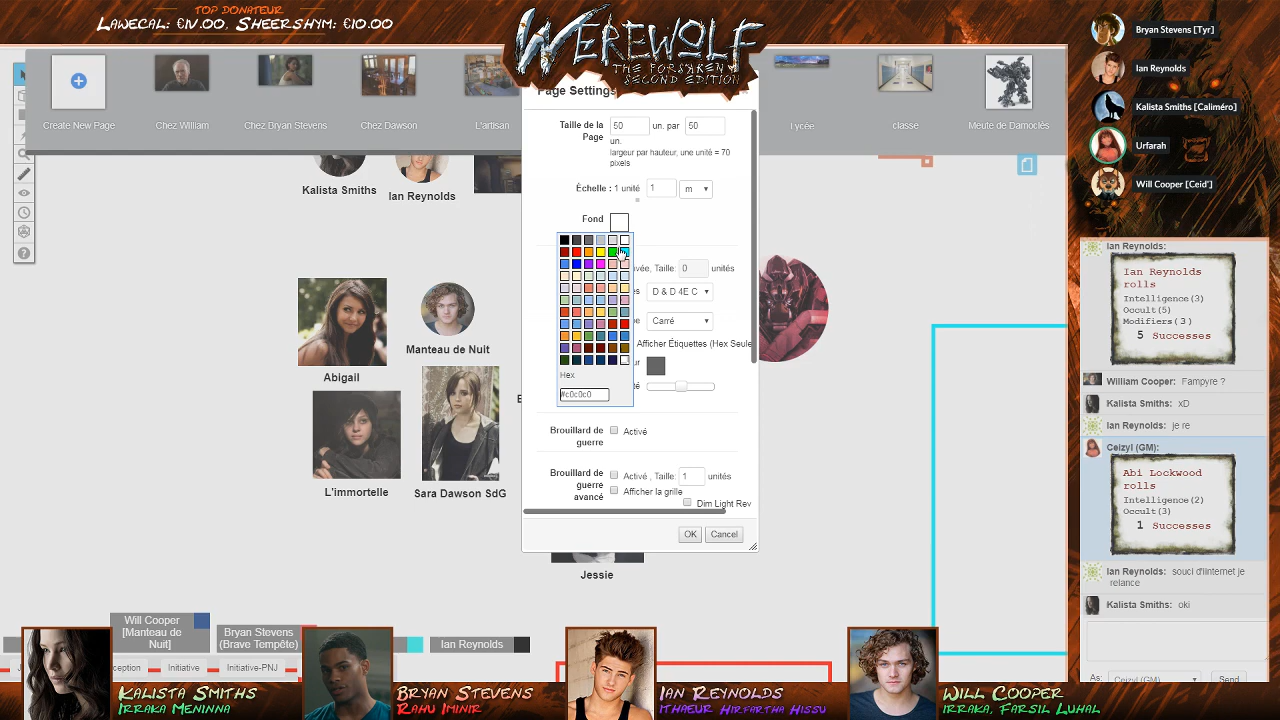 TOP DONATEUR
LAWECAL: €IV.00, SHEERSHYM: €10.00
WEREWOLF
THE FORSAKEN
SECOND EDITION
Bryan Stevens [Tyr]
Ian Reynolds
Kalista Smiths [Caliméro]
Urfarah
Will Cooper [Ceid']
Create New Page
Chez William
Chez Bryan Stevens
Chez Dawson
L'artisan
Lycée
classe
Meute de Damoclès
Page Settings
Taille de la Page
50 un. par 50
un.
largeur par hauteur, une unité = 70
pixels
Échelle : 1 unité 1 m
Fond
Taille: 0 unités
D & D 4E C
Carré
Afficher Étiquettes (Hex Seule
Hex
#c0c0c0
Brouillard de guerre
Activé
Brouillard de guerre avancé
Activé , Taille: 1 unités
Afficher la grille
Dim Light Rev
OK
Cancel
Kalista Smiths
Ian Reynolds
Manteau de Nuit
Abigail
L'immortelle
Sara Dawson SdG
Jessie
Ian Reynolds:
Ian Reynolds
rolls
Intelligence(3)
Occult(5)
Modifiers(3)
5 Successes
William Cooper: Fampyre ?
Kalista Smiths: xD
Ian Reynolds: je re
Ceizyl (GM):
Abi Lockwood
rolls
Intelligence(2)
Occult(3)
1 Successes
Ian Reynolds: souci d'iinternet je
relance
Kalista Smiths: oki
As: Ceizyl (GM) Send
Will Cooper
[Manteau de
Nuit]
Bryan Stevens
(Brave Tempête)
Ian Reynolds
Initiative
Initiative-PNJ
KALISTA SMITHS
IRRAKA MENINNA
BRYAN STEVENS
RAHU IMINIR
IAN REYNOLDS
ITHAEUR HIRFARTHA HISSU
WILL COOPER
IRRAKA, FARSIL LUHAL